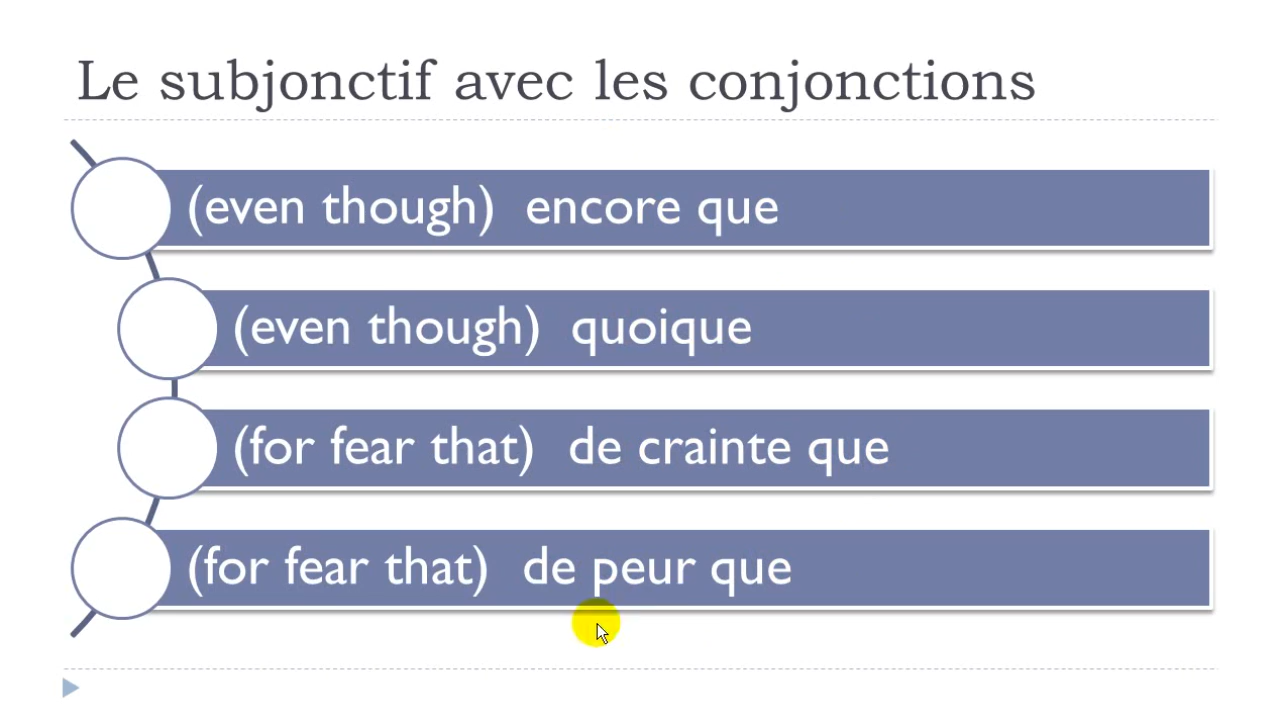 Le subjonctif avec les conjonctions
(even though) encore que
(even though) quoique
(for fear that) de crainte que
(for fear that) de peur que